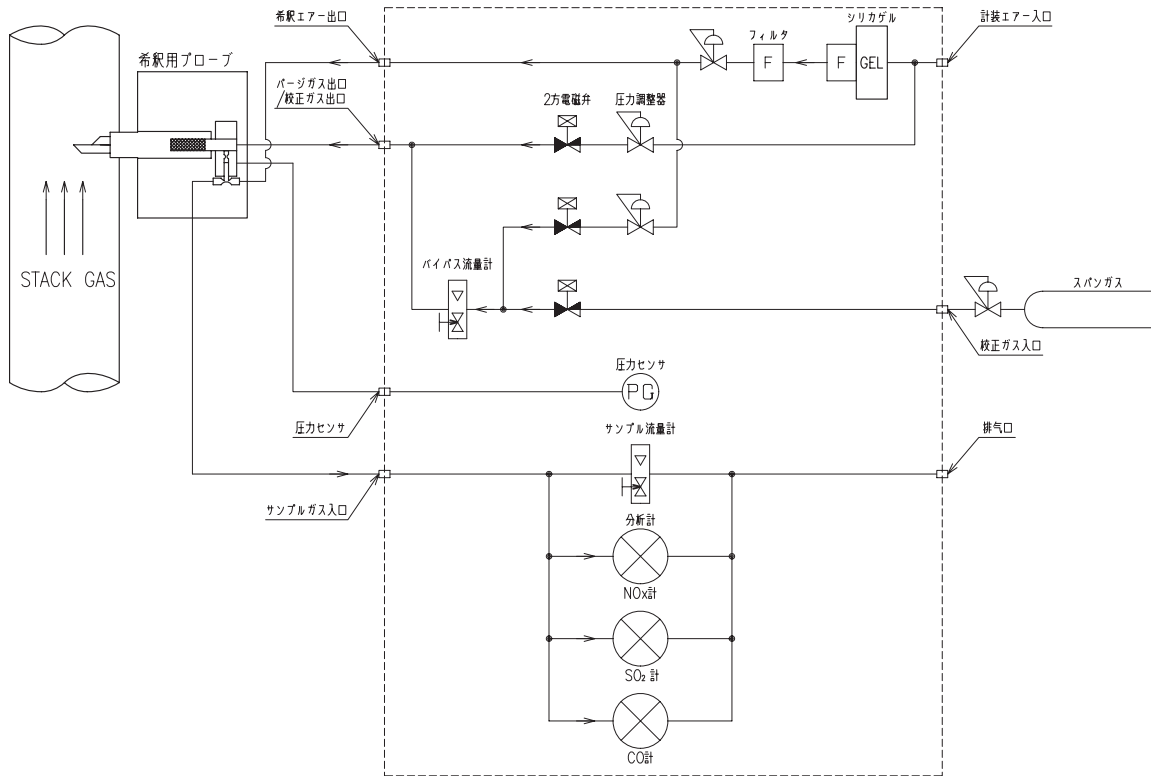 希釈エアー出口
シリカゲル
計装エアー入口
フィルタ
F
F
GEL
希釈用プローブ
パージガス出口
/校正ガス出口
2方電磁弁
圧力調整器
STACK GAS
バイパス流量計
スパンガス
校正ガス入口
圧力センサ
PG
圧力センサ
サンプル流量計
排気口
サンプルガス入口
分析計
NOx計
SO₂計
CO計